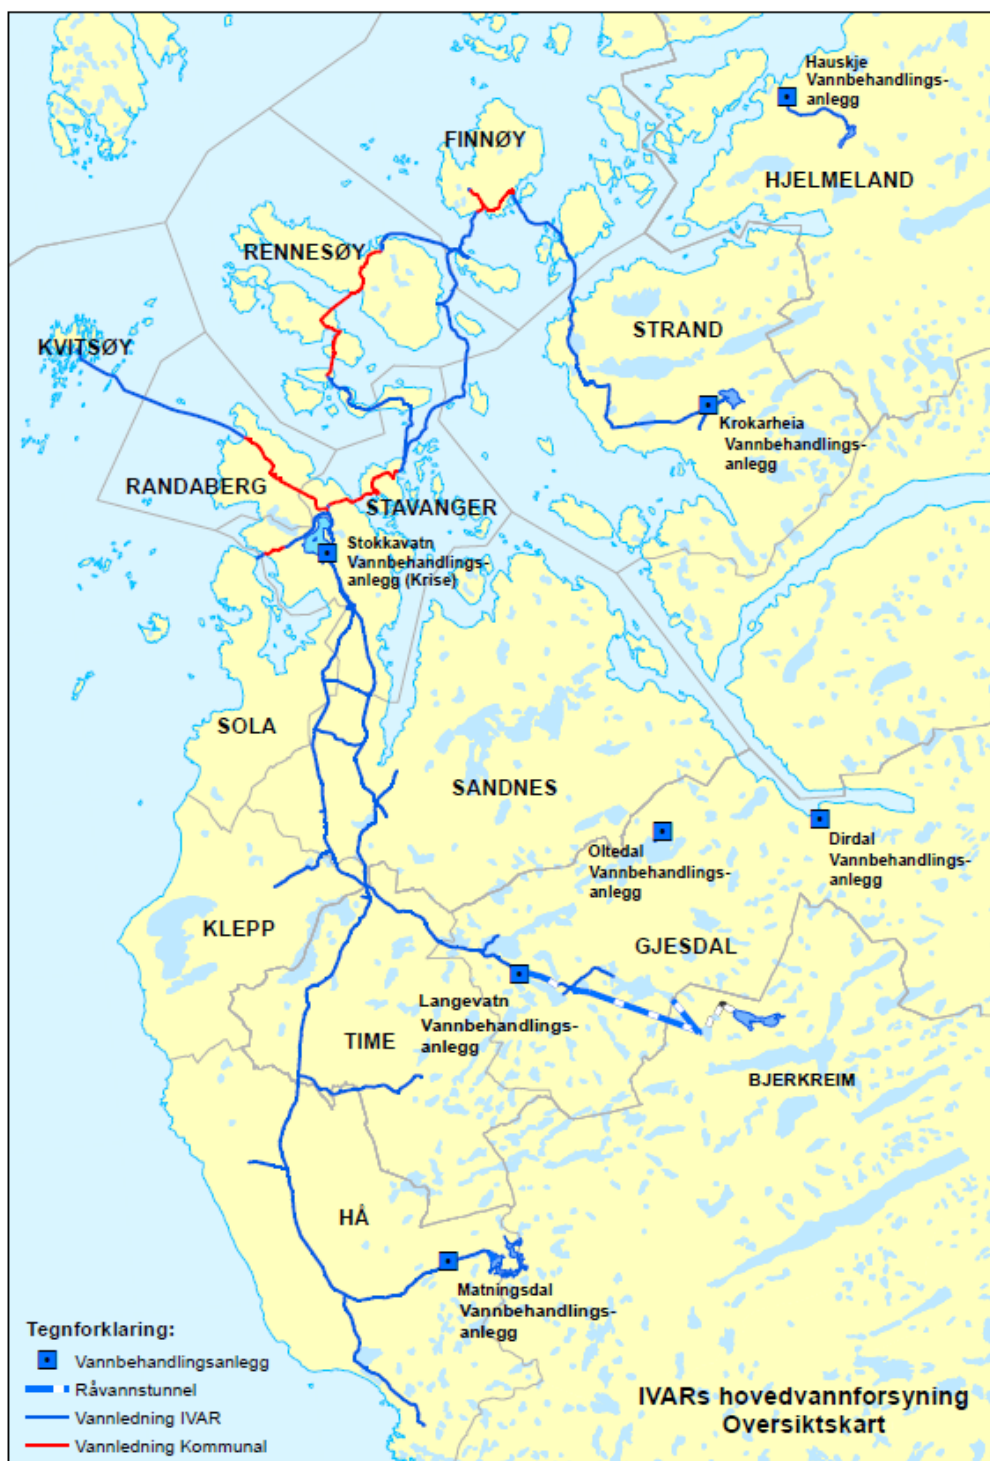 Hauskje
Vannbehandlings-
anlegg
FINNØY
HJELMELAND
RENNESØY
STRAND
KVITSØY
Krokarheia
Vannbehandlings-
anlegg
RANDABERG
STAVANGER
Stokkavatn
Vannbehandlings-
anlegg (Krise)
SOLA
SANDNES
Oltedal
Vannbehandlings-
anlegg
Dirdal
Vannbehandlings-
anlegg
KLEPP
GJESDAL
Langevatn
Vannbehandlings-
anlegg
TIME
BJERKREIM
HÅ
Matningsdal
Vannbehandlings-
anlegg
Tegnforklaring:
Vannbehandlingsanlegg
Råvannstunnel
Vannledning IVAR
Vannledning Kommunal
IVARs hovedvannforsyning
Oversiktskart